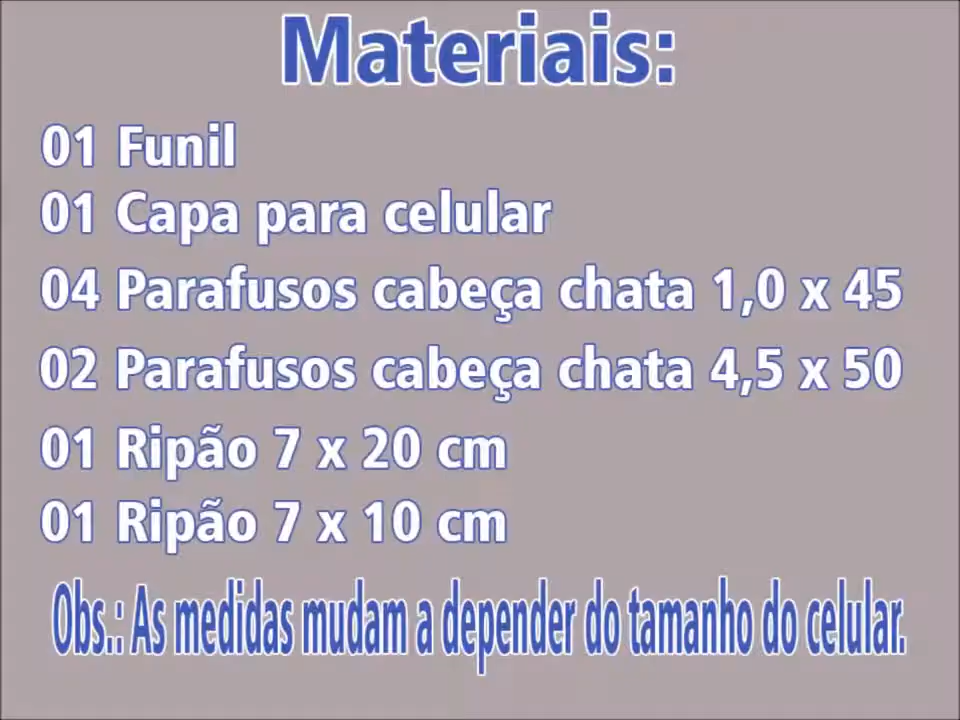 Materiais:
01 Funil
01 Capa para celular
04 Parafusos cabeça chata 1,0 x 45
02 Parafusos cabeça chata 4,5 x 50
01 Ripão 7 x 20 cm
01 Ripão 7 x 10 cm
Obs.: As medidas mudam a depender do tamanho do celular.